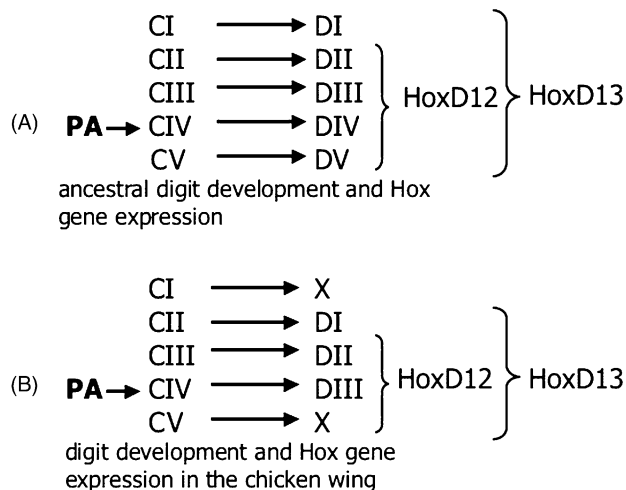 CI DI
CII DII
CIII DIII HoxD12 HoxD13
(A) PA CIV DIV
CV DV
ancestral digit development and Hox
gene expression
CI X
CII DI
CIII DII
(B) PA CIV DIII HoxD12 HoxD13
CV X
digit development and Hox gene
expression in the chicken wing